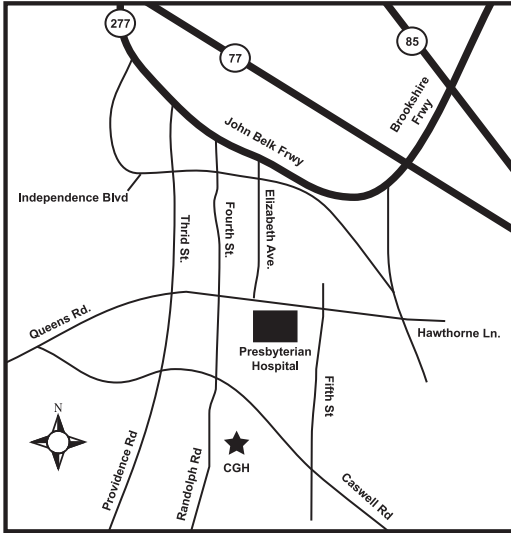 277
77
85
Brookshire
Frwy
John Belk Frwy
Independence Blvd
Thrid St.
Fourth St.
Elizabeth Ave.
Queens Rd.
Hawthorne Ln.
Presbyterian
Hospital
Fifth St
N
Providence Rd
Randolph Rd
CGH
Caswell Rd